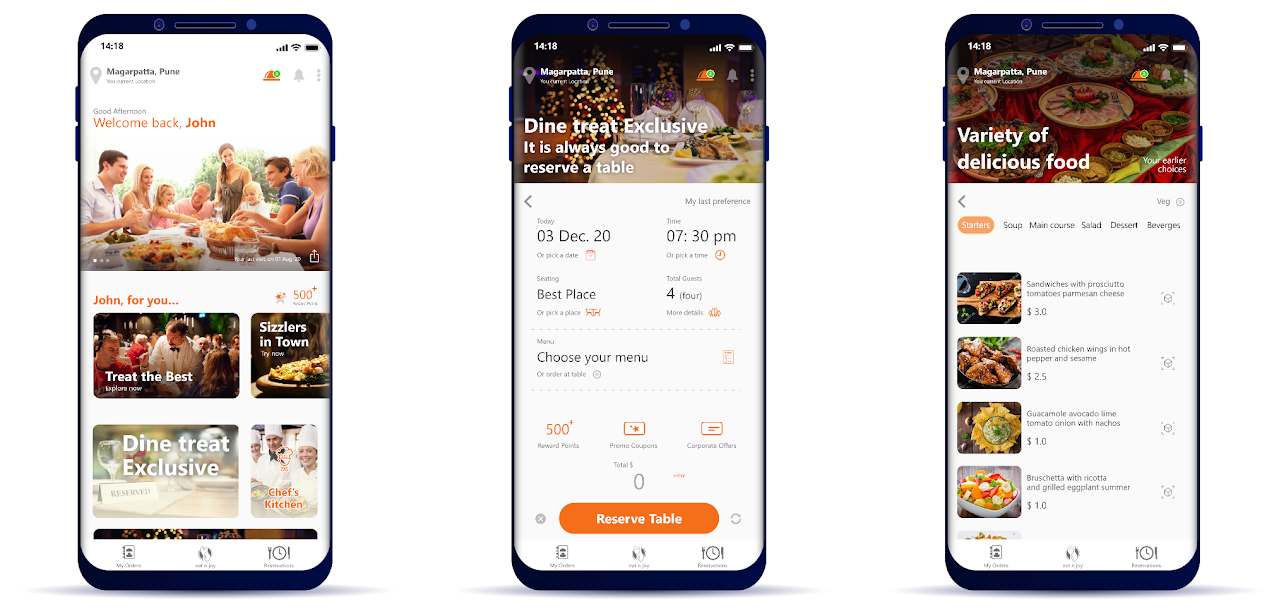 14:18
Magarpatta, Pune
You current Location
Good Afternoon
Welcome back, John
Your last visit, on 01 Aug 20
John, for you...
500+
Reward Points
Treat the Best
Explore now
Sizzlers
in Town
Try now
Dine treat
Exclusive
RESERVED
Chef's
Kitchen
My Orders
eat n joy
Reservations
14:18
Magarpatta, Pune
You current Location
Dine treat Exclusive
It is always good to
reserve a table
My last preference
Today
03 Dec. 20
Or pick a date
Time
07: 30 pm
Or pick a time
Seating
Best Place
Or pick a place
Total Guests
4 (four)
More details
Menu
Choose your menu
Or order at table
500+
Reward Points
Promo Coupons
Corporate Offers
Total $
0
view
Reserve Table
My Orders
eat n joy
Reservations
14:18
Magarpatta, Pune
You current Location
Variety of
delicious food
Your earlier
choices
Veg
Starters Soup Main course Salad Dessert Beverges
Sandwiches with prosciutto
tomatoes parmesan cheese
$ 3.0
Roasted chicken wings in hot
pepper and sesame
$ 2.5
Guacamole avocado lime
tomato onion with nachos
$ 1.0
Bruschetta with ricotta
and grilled eggplant summer
$ 1.0
My Orders
eat n joy
Reservations